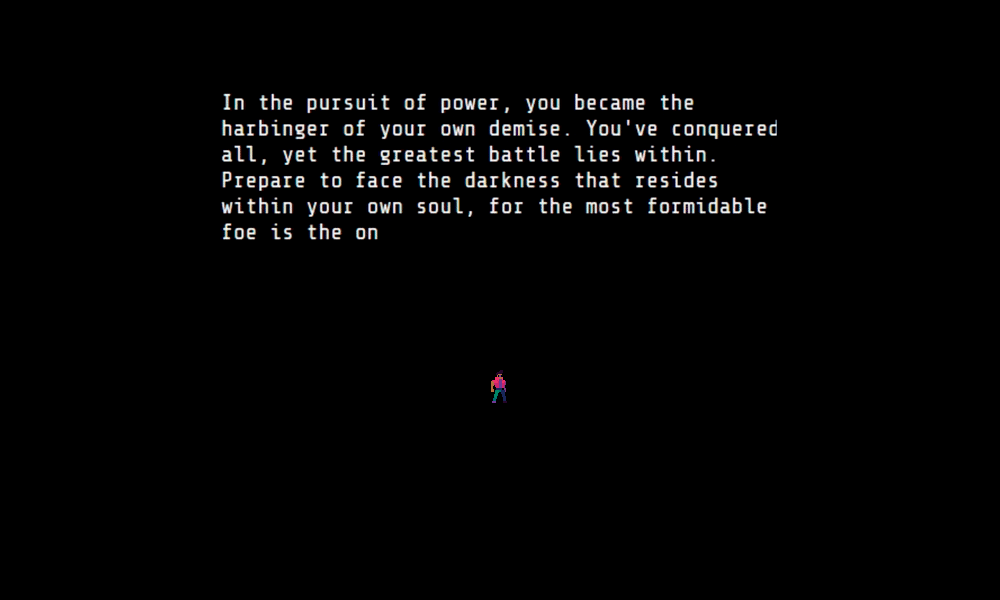 In the pursuit of power, you became the
harbinger of your own demise. You've conquered
all, yet the greatest battle lies within.
Prepare to face the darkness that resides
within your own soul, for the most formidable
foe is the on